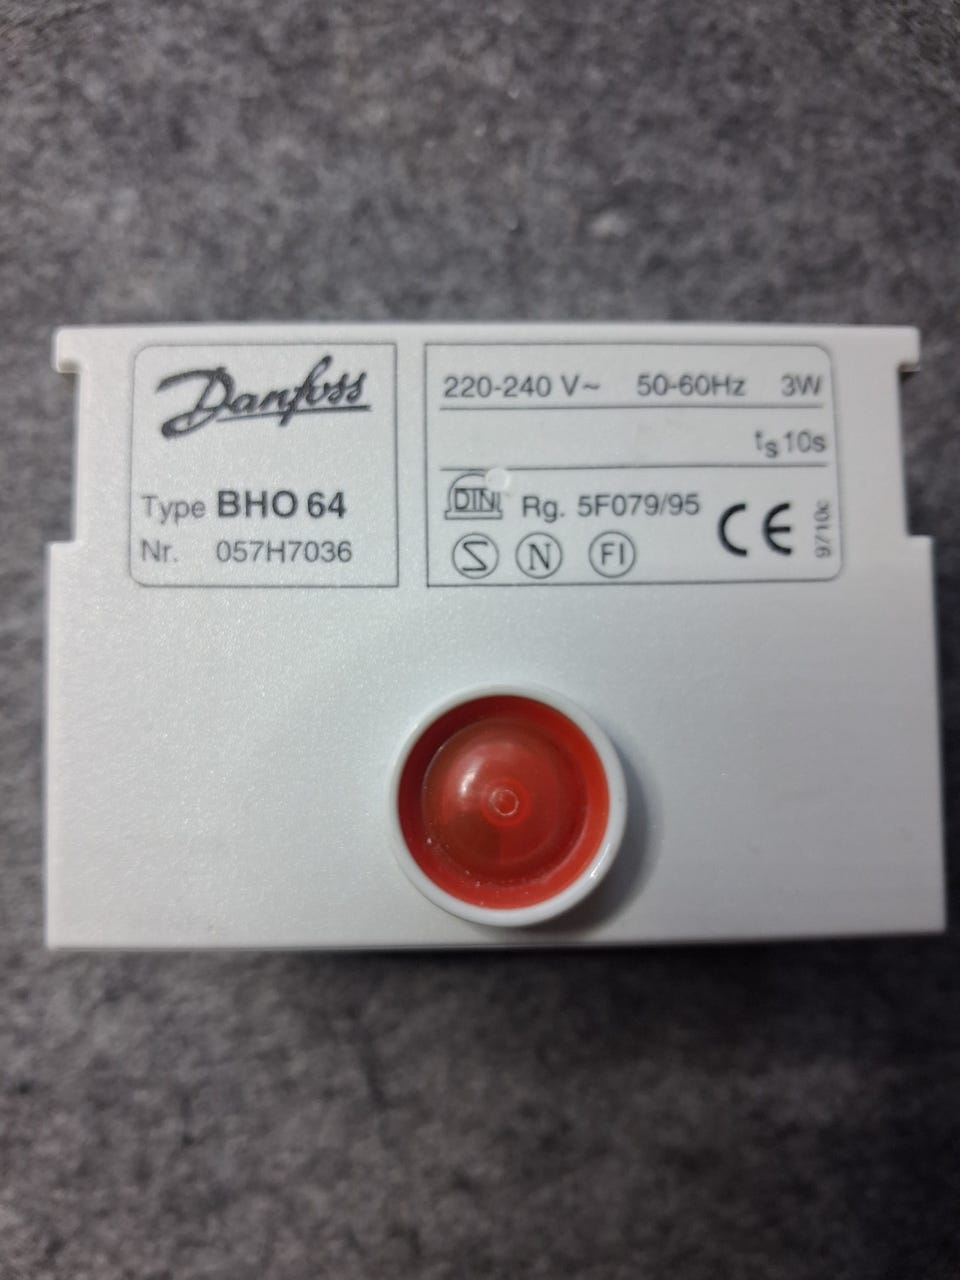 Danfoss
Type BHO 64
Nr. 057H7036
220-240 V~ 50-60Hz 3W
ts 10s
DIN Rg. 5F079/95
S N FI CE
9710c